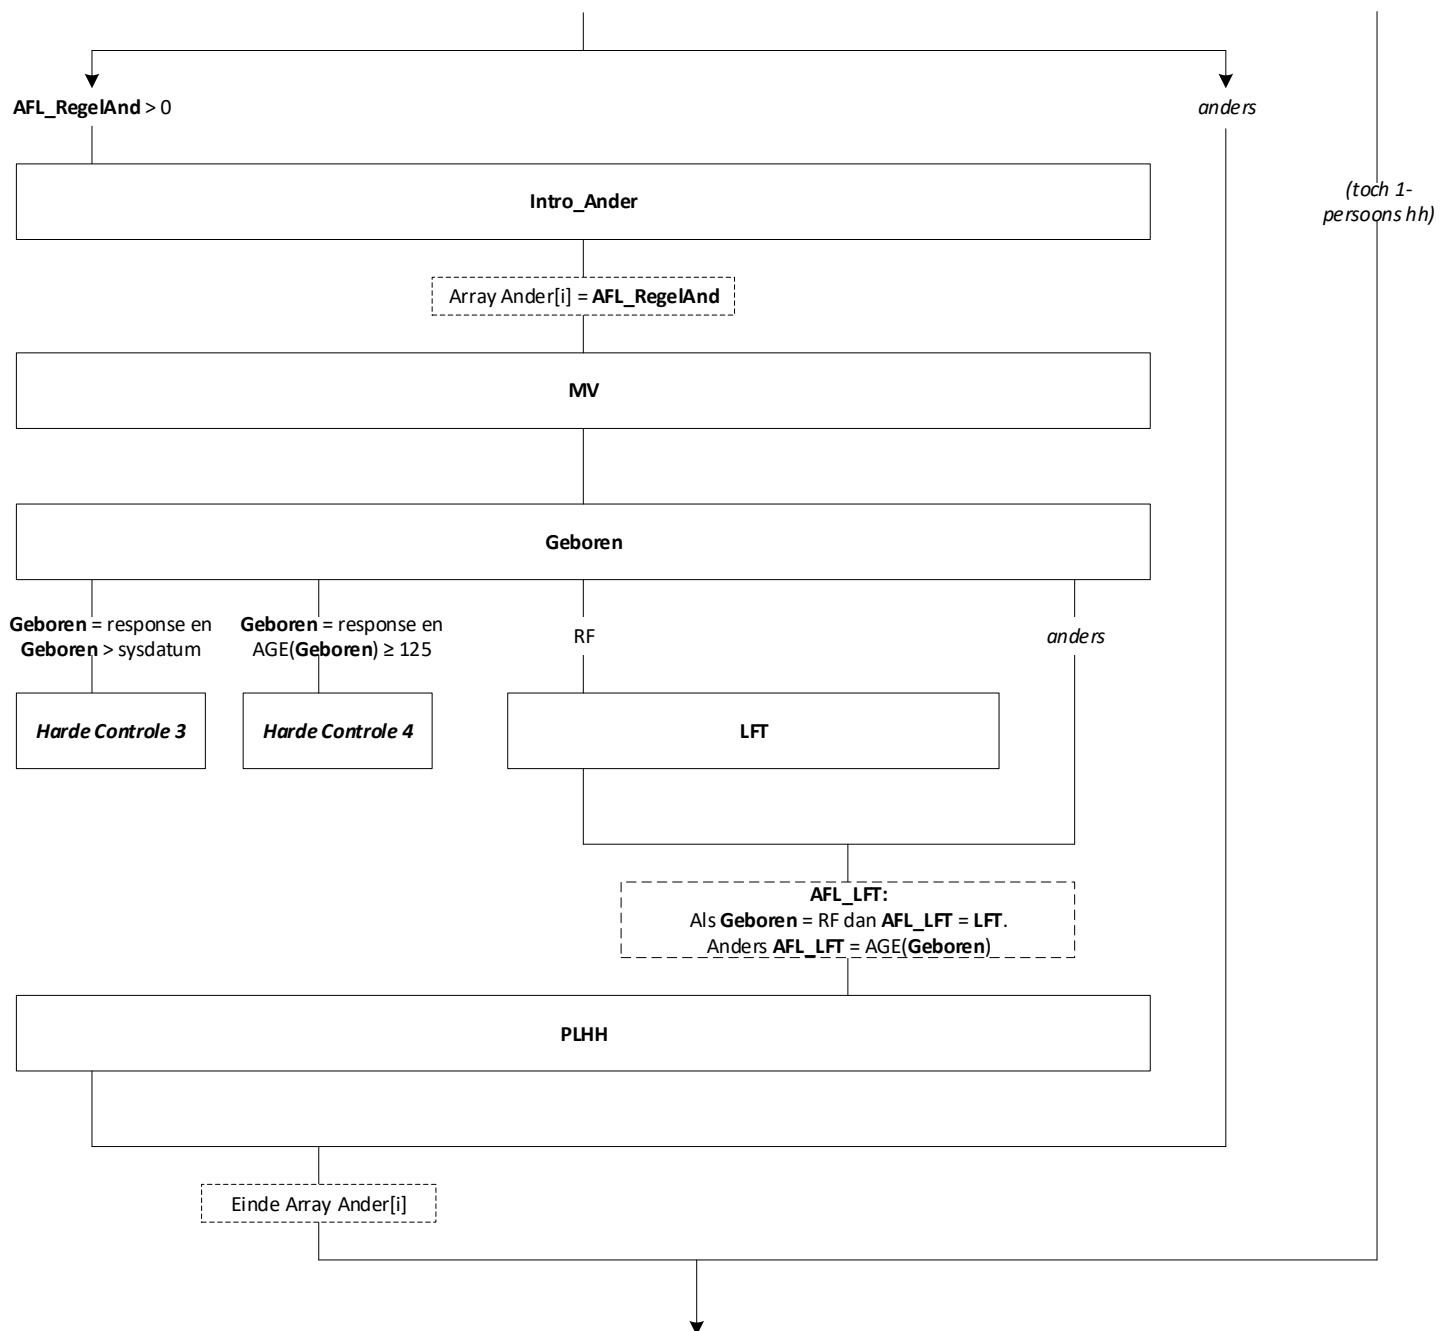 AFL_RegelAnd > 0
anders
(toch 1-
persoons hh)
Intro_Ander
Array Ander[i] = AFL_RegelAnd
MV
Geboren
Geboren = response en
Geboren > sysdatum
Geboren = response en
AGE(Geboren) ≥ 125
RF
anders
Harde Controle 3
Harde Controle 4
LFT
AFL_LFT:
Als Geboren = RF dan AFL_LFT = LFT.
Anders AFL_LFT = AGE(Geboren)
PLHH
Einde Array Ander[i]